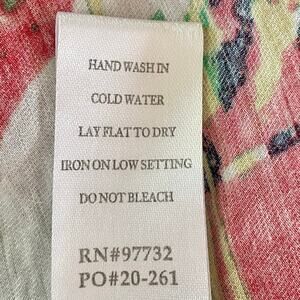 HAND WASH IN
COLD WATER
LAY FLAT TO DRY
IRON ON LOW SETTING
DO NOT BLEACH
RN#97732
PO#20-261